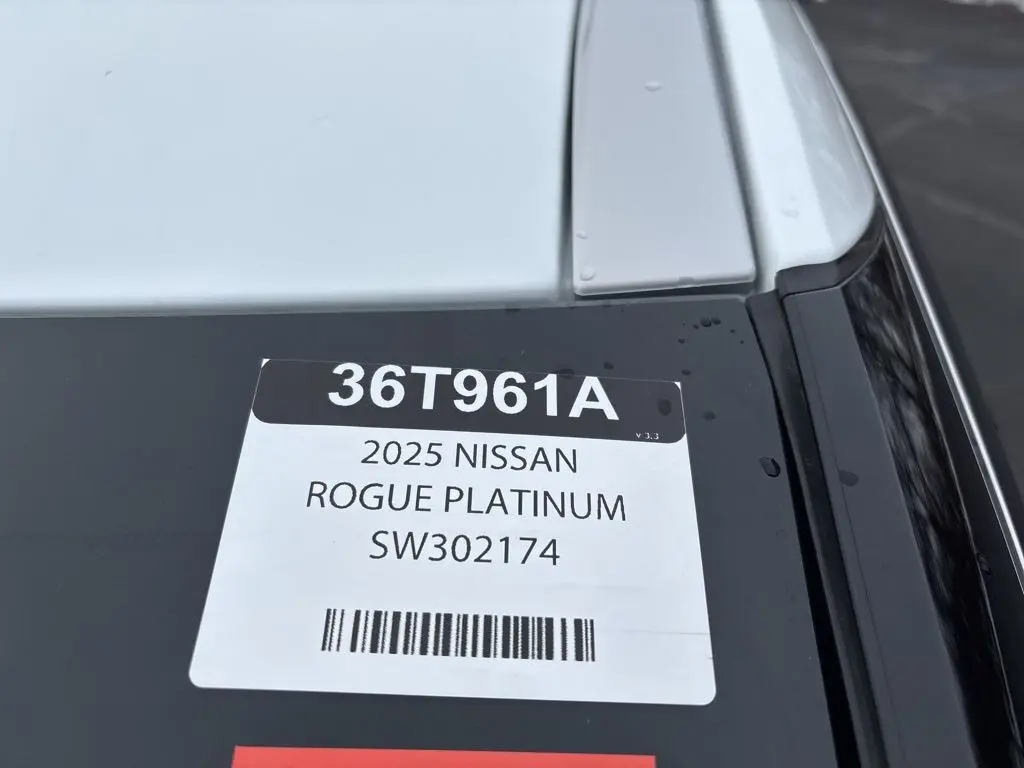 36T961A
v 3.3
2025 NISSAN
ROGUE PLATINUM
SW302174